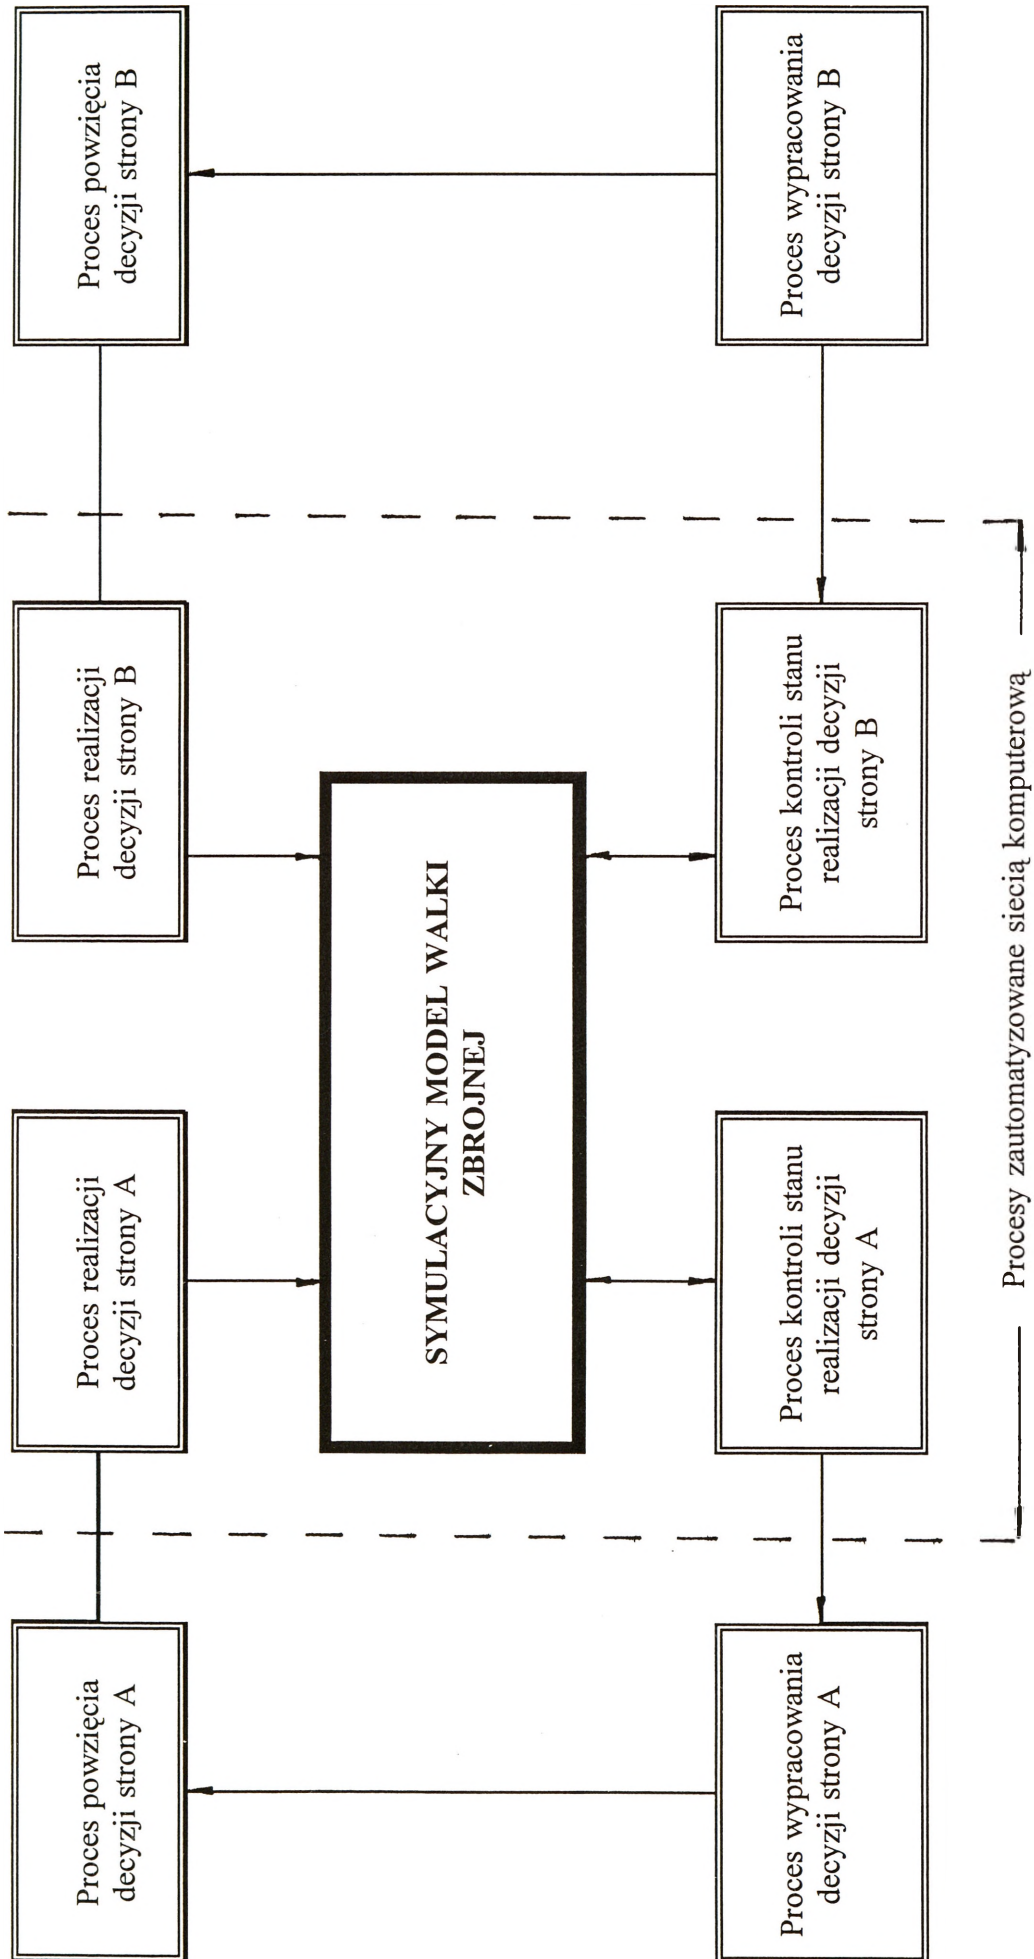 Proces powzięcia
decyzji strony A
Proces realizacji
decyzji strony A
Proces realizacji
decyzji strony B
Proces powzięcia
decyzji strony B
SYMULACYJNY MODEL WALKI
ZBROJNEJ
Proces wypracowania
decyzji strony A
Proces kontroli stanu
realizacji decyzji
strony A
Proces kontroli stanu
realizacji decyzji
strony B
Proces wypracowania
decyzji strony B
Procesy zautomatyzowane siecią komputerową